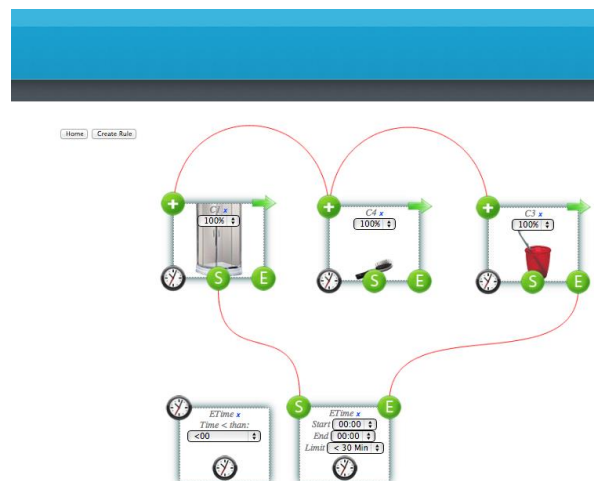 Home Create Rule
C1 x
100%
C4 x
100%
C3 x
100%
S E
S E
S E
S E
ETime x
Time < than:
<00
ETime x
Start 00:00
End 00:00
Limit < 30 Min